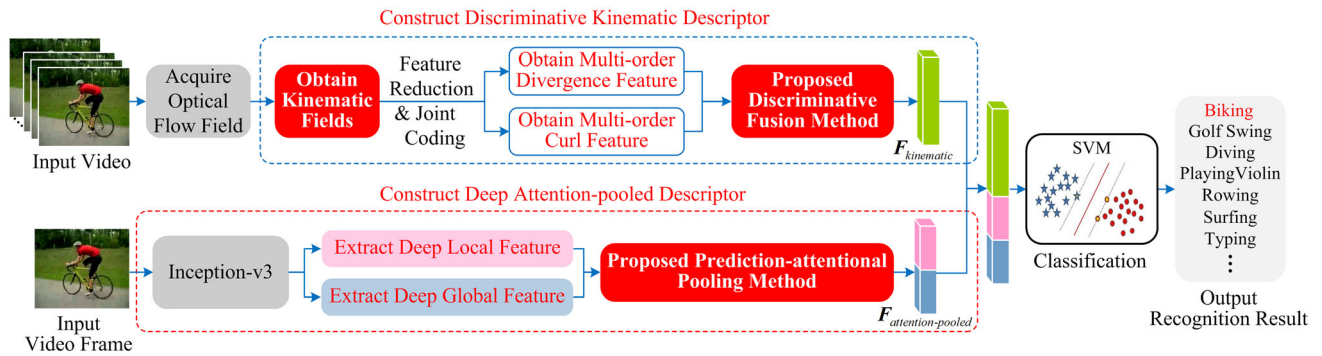 Construct Discriminative Kinematic Descriptor
Input Video
Acquire
Optical
Flow Field
Obtain
Kinematic
Fields
Feature
Reduction
& Joint
Coding
Obtain Multi-order
Divergence Feature
Obtain Multi-order
Curl Feature
Proposed
Discriminative
Fusion Method
F kinematic
Construct Deep Attention-pooled Descriptor
Input
Video Frame
Inception-v3
Extract Deep Local Feature
Extract Deep Global Feature
Proposed Prediction-attentional
Pooling Method
F attention-pooled
SVM
Classification
Biking
Golf Swing
Diving
PlayingViolin
Rowing
Surfing
Typing
Output
Recognition Result